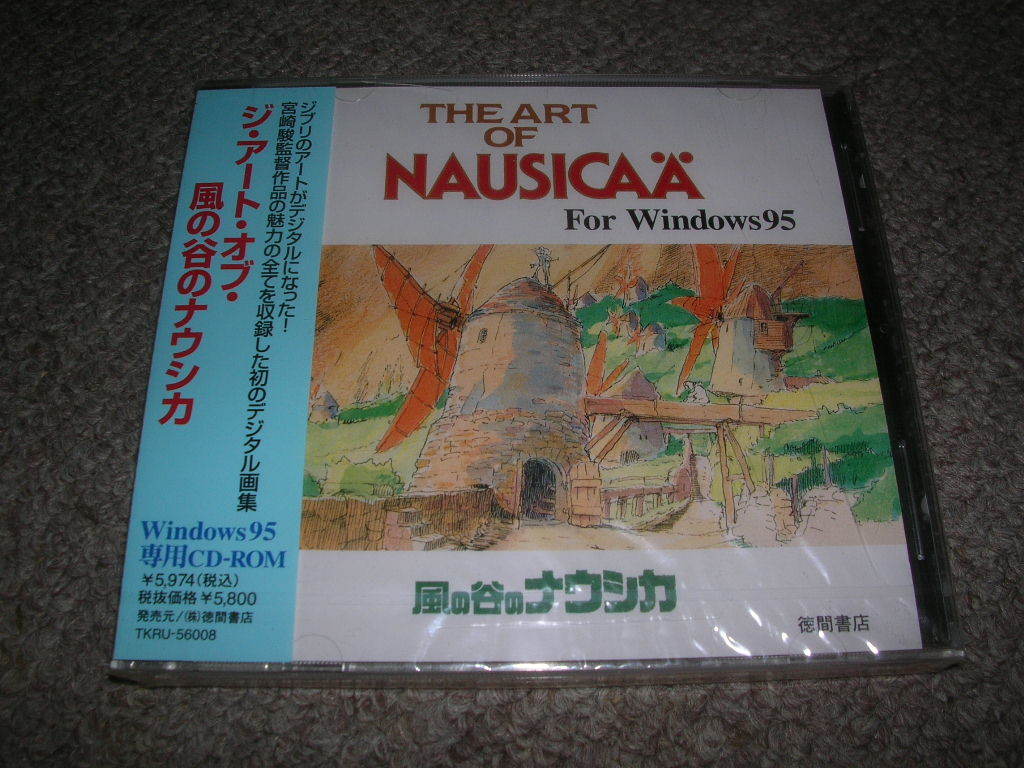 ジブリのアートがデジタルになった!
宮崎駿監督作品の魅力の全てを収録した初のデジタル画集
ジ・アート・オブ・
風の谷のナウシカ
Windows95
専用CD-ROM
¥5,974(税込)
税抜価格¥5,800
発売元/(株)徳間書店
TKRU-56008
THE ART
OF
NAUSICAÄ
For Windows95
風の谷のナウシカ
徳間書店